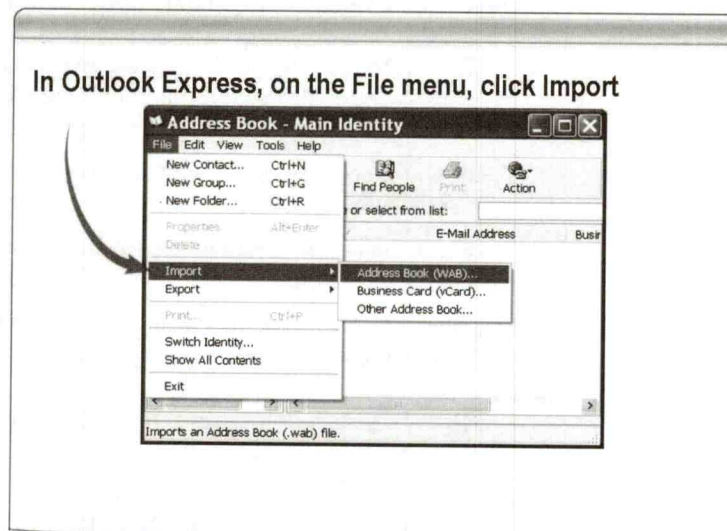 In Outlook Express, on the File menu, click Import
Address Book - Main Identity
File Edit View Tools Help
New Contact... Ctrl+N
New Group... Ctrl+G
New Folder... Ctrl+R
Find People Print Action
or select from list:
Properties Alt+Enter
Delete
E-Mail Address Busir
Import
Export
Address Book (WAB)...
Business Card (vCard)...
Other Address Book...
Print... Ctrl+P
Switch Identity...
Show All Contents
Exit
Imports an Address Book (.wab) file.